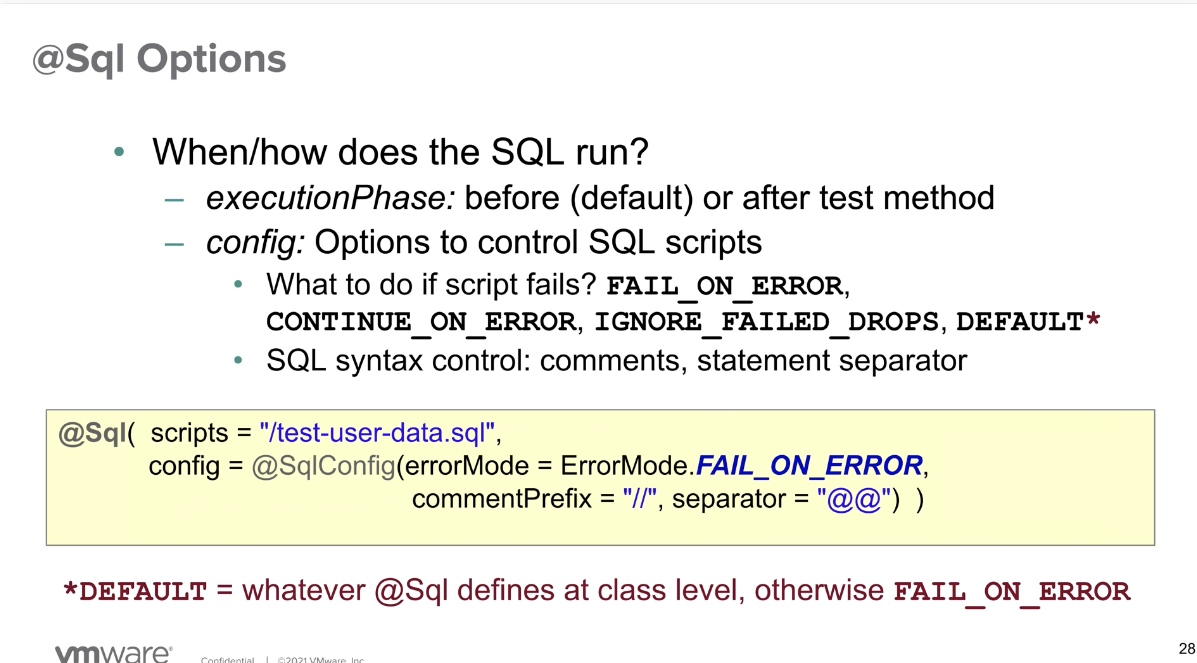 @Sql Options
• When/how does the SQL run?
– executionPhase: before (default) or after test method
– config: Options to control SQL scripts
• What to do if script fails? FAIL_ON_ERROR,
CONTINUE_ON_ERROR, IGNORE_FAILED_DROPS, DEFAULT*
• SQL syntax control: comments, statement separator
@Sql( scripts = "/test-user-data.sql",
config = @SqlConfig(errorMode = ErrorMode.FAIL_ON_ERROR,
commentPrefix = "//", separator = "@@") )
*DEFAULT = whatever @Sql defines at class level, otherwise FAIL_ON_ERROR
vmware® Confidential | ©2021 VMware, Inc.
28